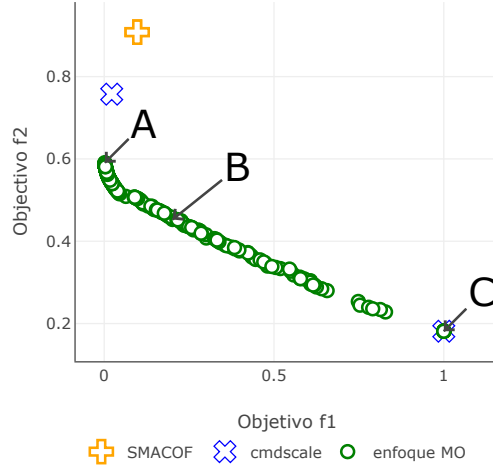 0.8
0.6
0.4
0.2
0
0.5
1
A
B
C
Objectivo f2
Objetivo f1
SMACOF
cmdscale
enfoque MO